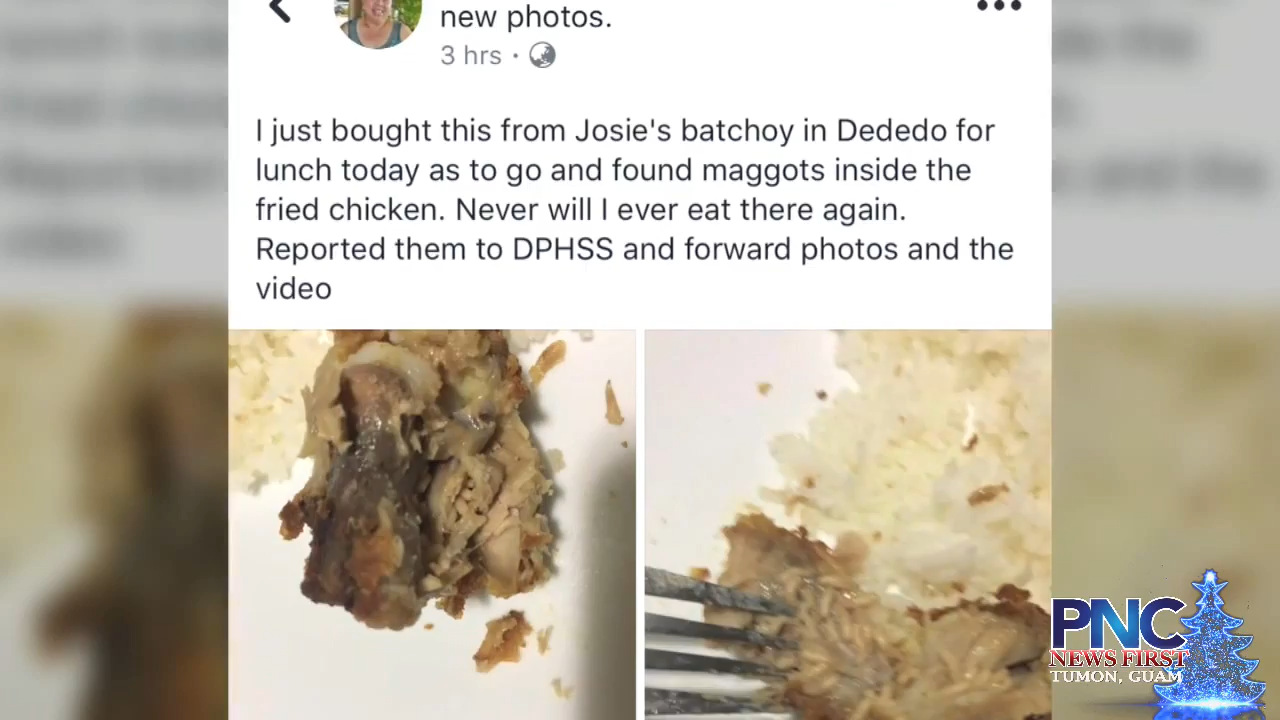 new photos.
3 hrs ·
I just bought this from Josie's batchoy in Dededo for
lunch today as to go and found maggots inside the
fried chicken. Never will I ever eat there again.
Reported them to DPHSS and forward photos and the
video
PNC
NEWS FIRST
TUMON, GUAM